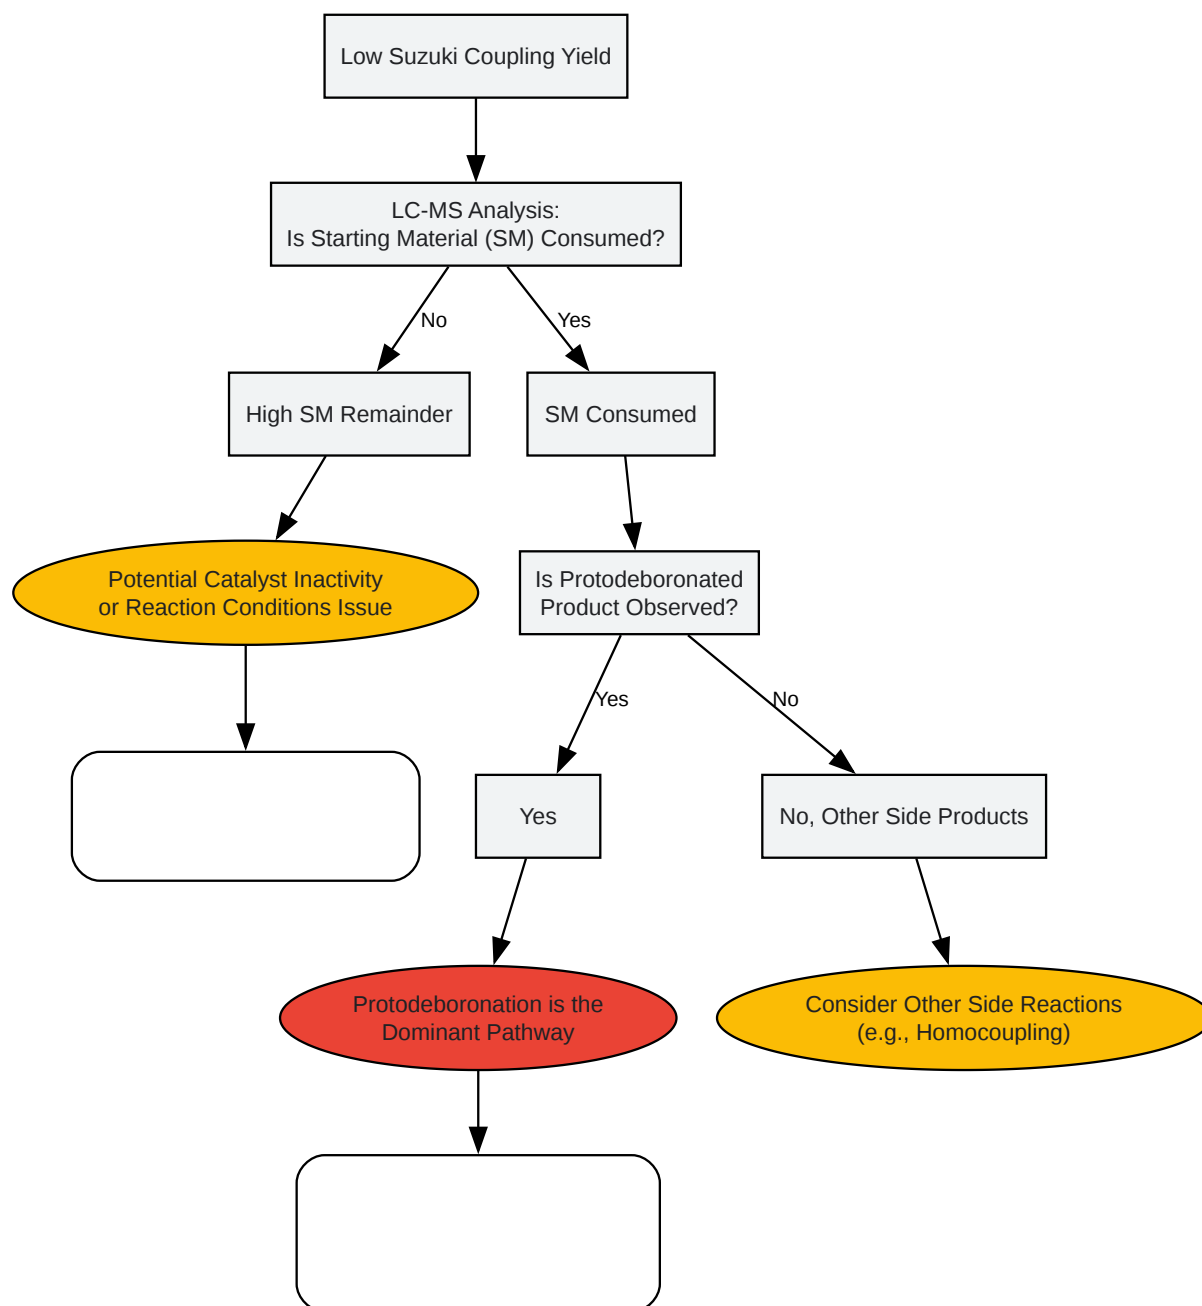 Low Suzuki Coupling Yield
LC-MS Analysis:
Is Starting Material (SM) Consumed?
No
Yes
High SM Remainder
SM Consumed
Potential Catalyst Inactivity
or Reaction Conditions Issue
Is Protodeboronated
Product Observed?
Yes
No
Yes
No, Other Side Products
Protodeboronation is the
Dominant Pathway
Consider Other Side Reactions
(e.g., Homocoupling)